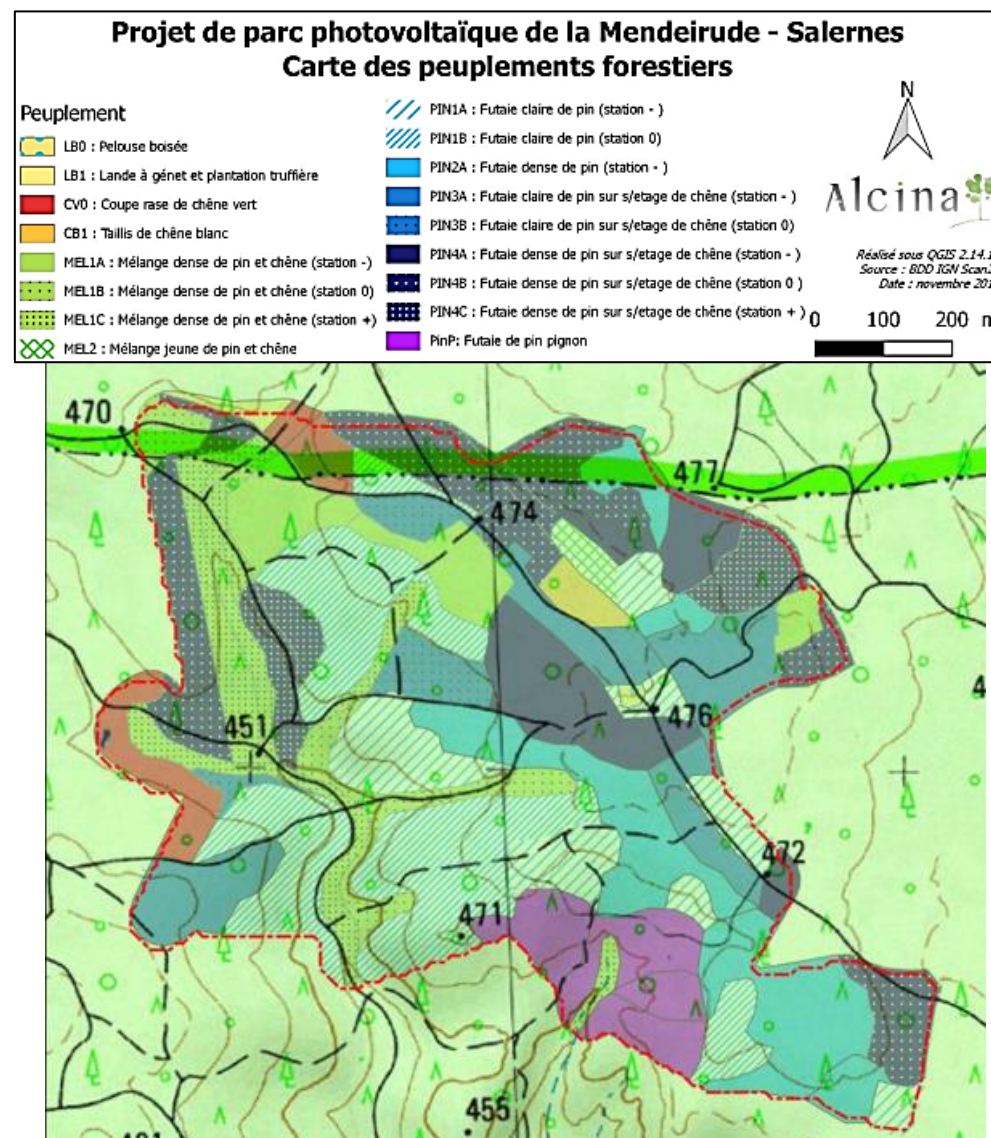 Projet de parc photovoltaïque de la Mendeirude - Salernes
Carte des peuplements forestiers
Peuplement
LB0 : Pelouse boisée
LB1 : Lande à génet et plantation truffière
CV0 : Coupe rase de chêne vert
CB1 : Taillis de chêne blanc
MEL1A : Mélange dense de pin et chêne (station -)
MEL1B : Mélange dense de pin et chêne (station 0)
MEL1C : Mélange dense de pin et chêne (station +)
MEL2 : Mélange jeune de pin et chêne
PIN1A : Futaie claire de pin (station - )
PIN1B : Futaie claire de pin (station 0)
PIN2A : Futaie dense de pin (station - )
PIN3A : Futaie claire de pin sur s/etage de chêne (station - )
PIN3B : Futaie claire de pin sur s/etage de chêne (station 0)
PIN4A : Futaie dense de pin sur s/etage de chêne (station - )
PIN4B : Futaie dense de pin sur s/etage de chêne (station 0 )
PIN4C : Futaie dense de pin sur s/etage de chêne (station + )
PinP: Futaie de pin pignon
N
Alcina
Réalisé sous QGIS 2.14.1
Source : BDD IGN Scan2
Date : novembre 201
0 100 200 m
470
477
474
476
451
472
471
455